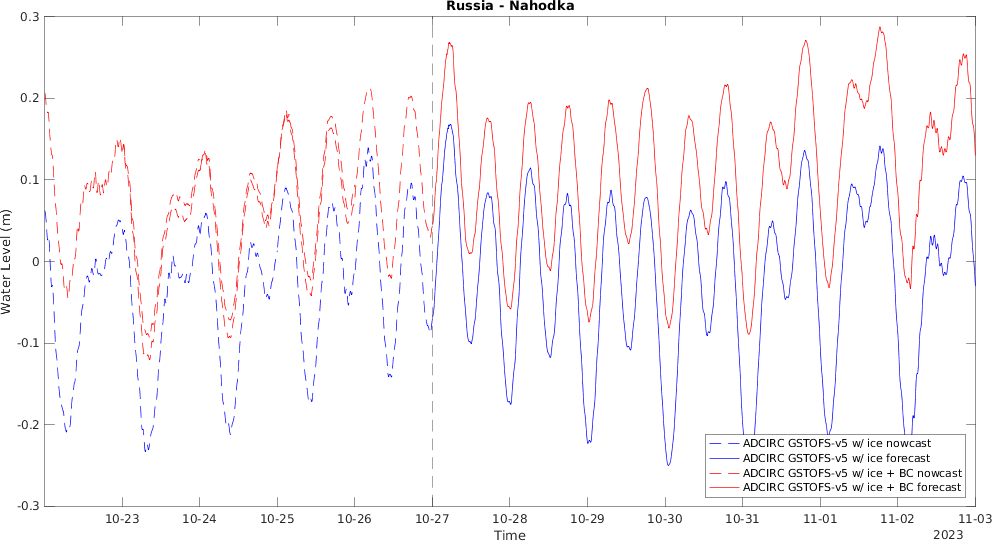 Russia - Nahodka
Water Level (m)
0.3
0.2
0.1
0
-0.1
-0.2
-0.3
ADCIRC GSTOFS-v5 w/ ice nowcast
ADCIRC GSTOFS-v5 w/ ice forecast
ADCIRC GSTOFS-v5 w/ ice + BC nowcast
ADCIRC GSTOFS-v5 w/ ice + BC forecast
10-23 10-24 10-25 10-26 10-27 10-28 10-29 10-30 10-31 11-01 11-02 11-03
Time
2023